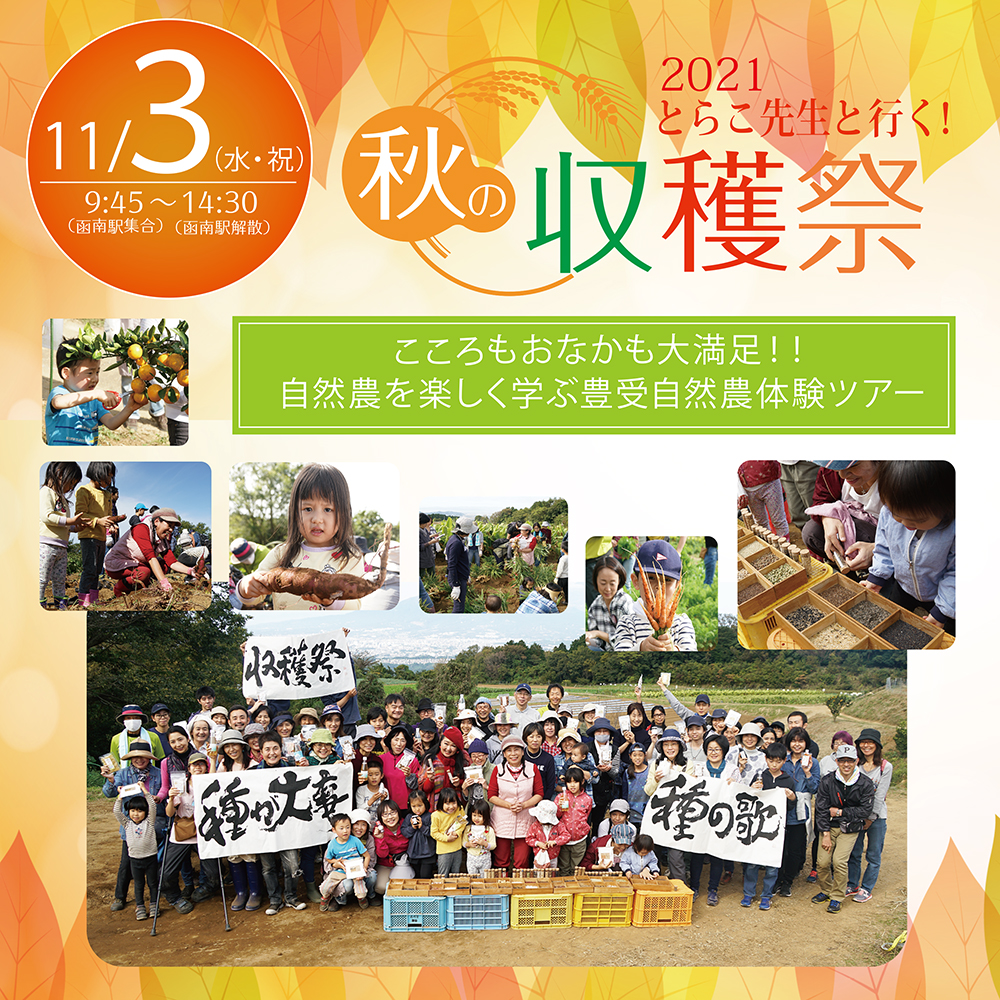 11/3(水・祝)
9:45～14:30
(函南駅集合) (函南駅解散)
2021
とらこ先生と行く!
秋の収穫祭
こころもおなかも大満足!!
自然農を楽しく学ぶ豊受自然農体験ツアー
収穫祭
種が大事
種の歌